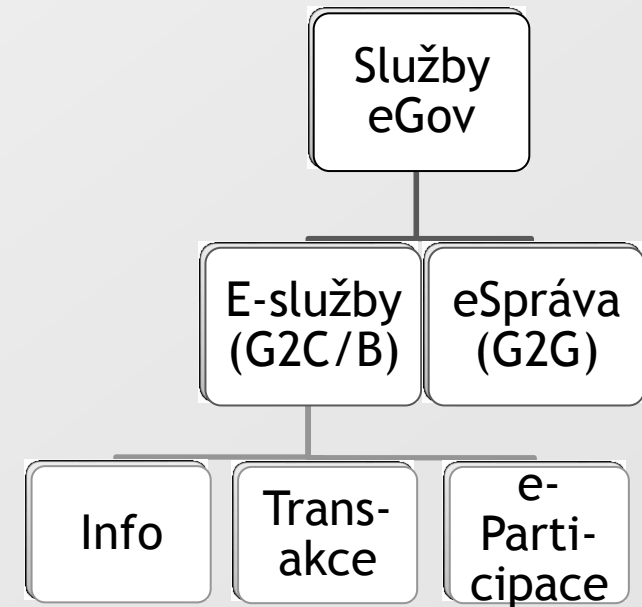 Služby
eGov
E-služby
(G2C/B)
eSpráva
(G2G)
Info
Trans-
akce
e-
Parti-
cipace